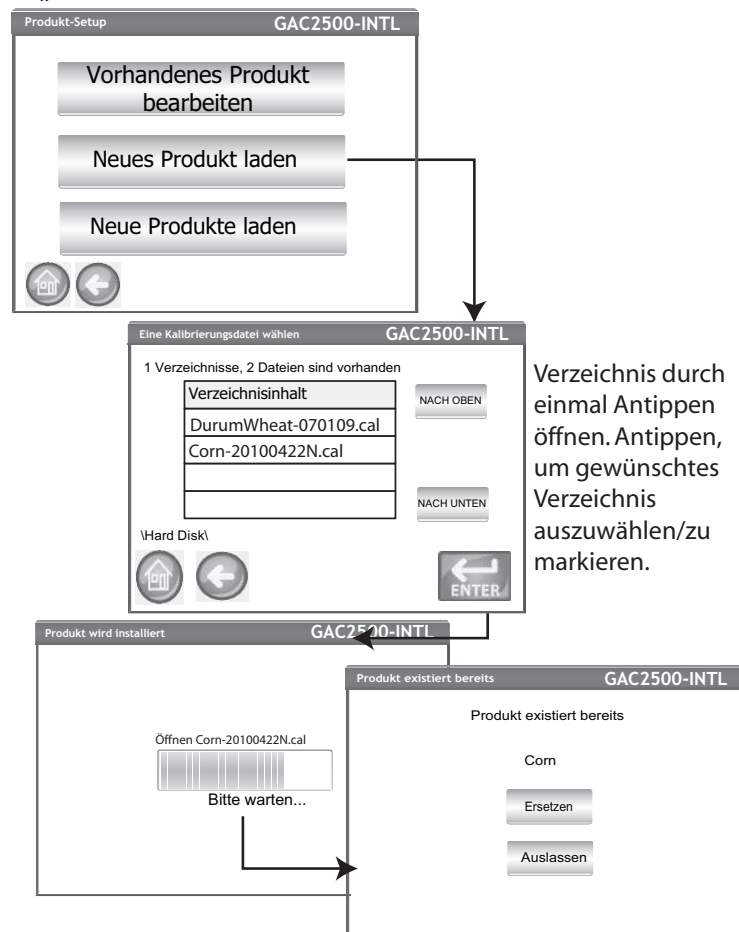 Produkt-Setup GAC2500-INTL
Vorhandenes Produkt
bearbeiten
Neues Produkt laden
Neue Produkte laden
Eine Kalibrierungsdatei wählen GAC2500-INTL
1 Verzeichnisse, 2 Dateien sind vorhanden
Verzeichnisinhalt
DurumWheat-070109.cal
Corn-20100422N.cal
NACH OBEN
NACH UNTEN
\Hard Disk\
ENTER
Verzeichnis durch
einmal Antippen
öffnen. Antippen,
um gewünschtes
Verzeichnis
auszuwählen/zu
markieren.
Produkt wird installiert GAC2500-INTL
Öffnen Corn-20100422N.cal
Bitte warten...
Produkt existiert bereits GAC2500-INTL
Produkt existiert bereits
Corn
Ersetzen
Auslassen